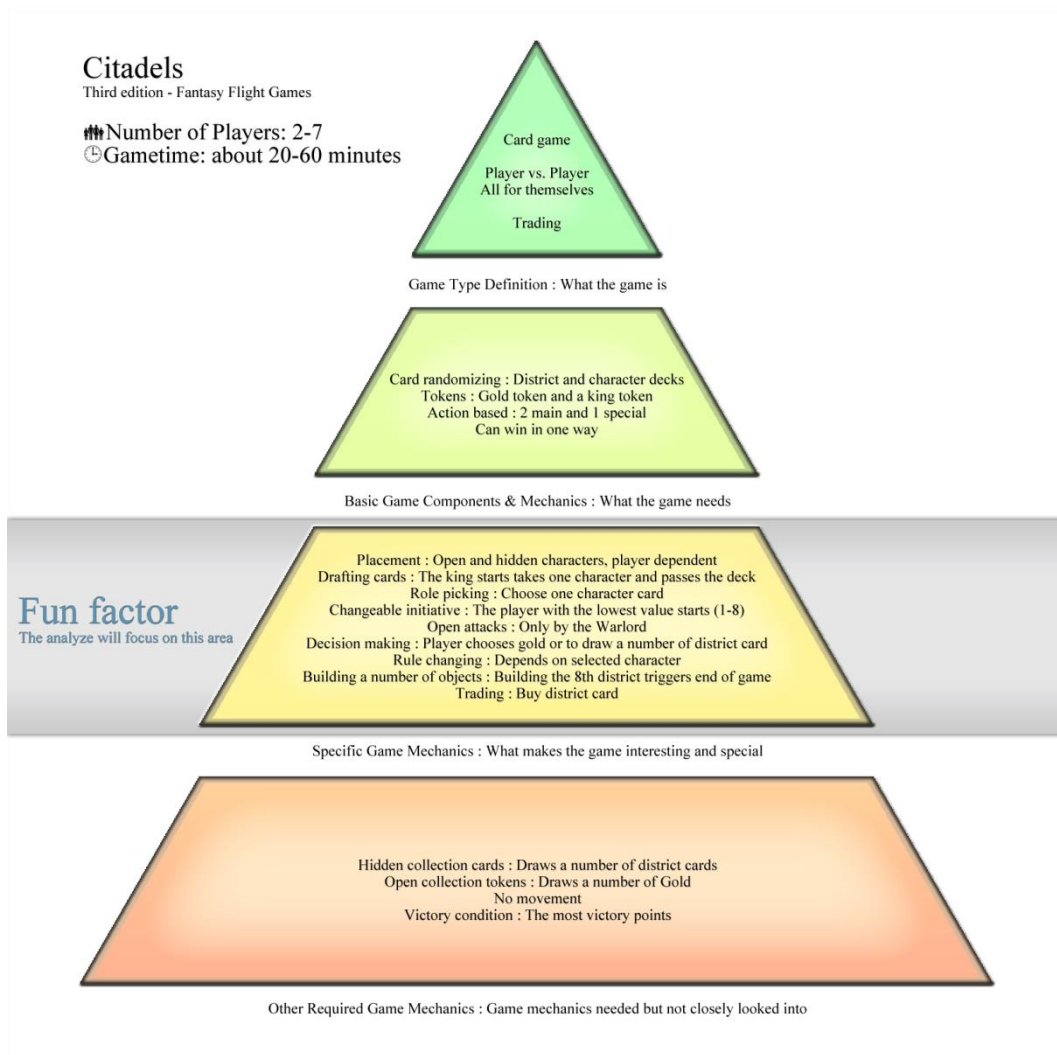 Citadels
Third edition - Fantasy Flight Games
Number of Players: 2-7
Gametime: about 20-60 minutes
Card game
Player vs. Player
All for themselves
Trading
Game Type Definition : What the game is
Card randomizing : District and character decks
Tokens : Gold token and a king token
Action based : 2 main and 1 special
Can win in one way
Basic Game Components & Mechanics : What the game needs
Fun factor
The analyze will focus on this area
Placement : Open and hidden characters, player dependent
Drafting cards : The king starts takes one character and passes the deck
Role picking : Choose one character card
Changeable initiative : The player with the lowest value starts (1-8)
Open attacks : Only by the Warlord
Decision making : Player chooses gold or to draw a number of district card
Rule changing : Depends on selected character
Building a number of objects : Building the 8th district triggers end of game
Trading : Buy district card
Specific Game Mechanics : What makes the game interesting and special
Hidden collection cards : Draws a number of district cards
Open collection tokens : Draws a number of Gold
No movement
Victory condition : The most victory points
Other Required Game Mechanics : Game mechanics needed but not closely looked into